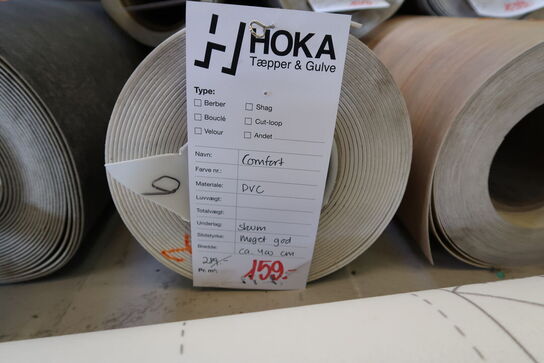 HOKA
Tæpper & Gulve
Type:
Berber Shag
Bouclé Cut-loop
Velour Andet
Navn: Comfort
Farve nr.:
Materiale: PVC
Luvvægt:
Totalvægt:
Underlag: Skum
Slidstyrke: Meget god
Bredde: ca. 400 cm
219.-
Pr. m² 159.-